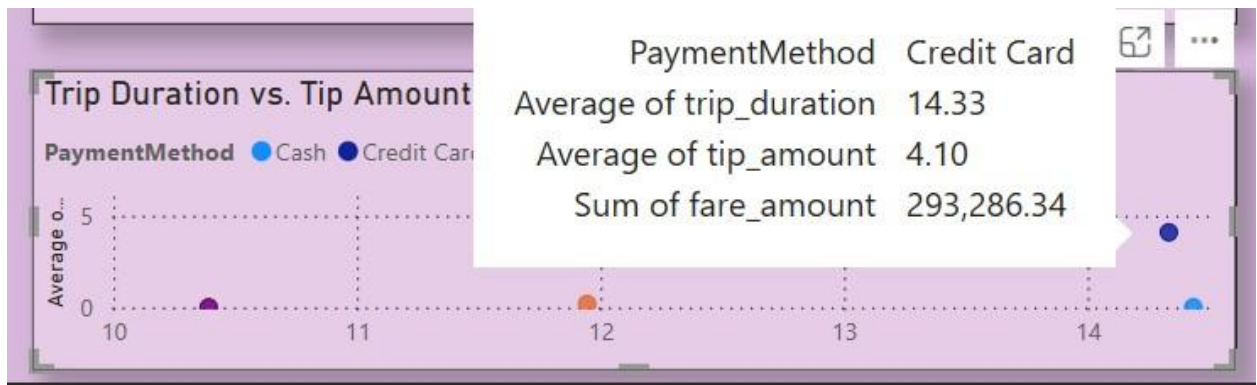 PaymentMethod Credit Card
Average of trip_duration 14.33
Average of tip_amount 4.10
Sum of fare_amount 293,286.34
Trip Duration vs. Tip Amount
PaymentMethod Cash Credit Car
Average o...
5
0
10 11 12 13 14